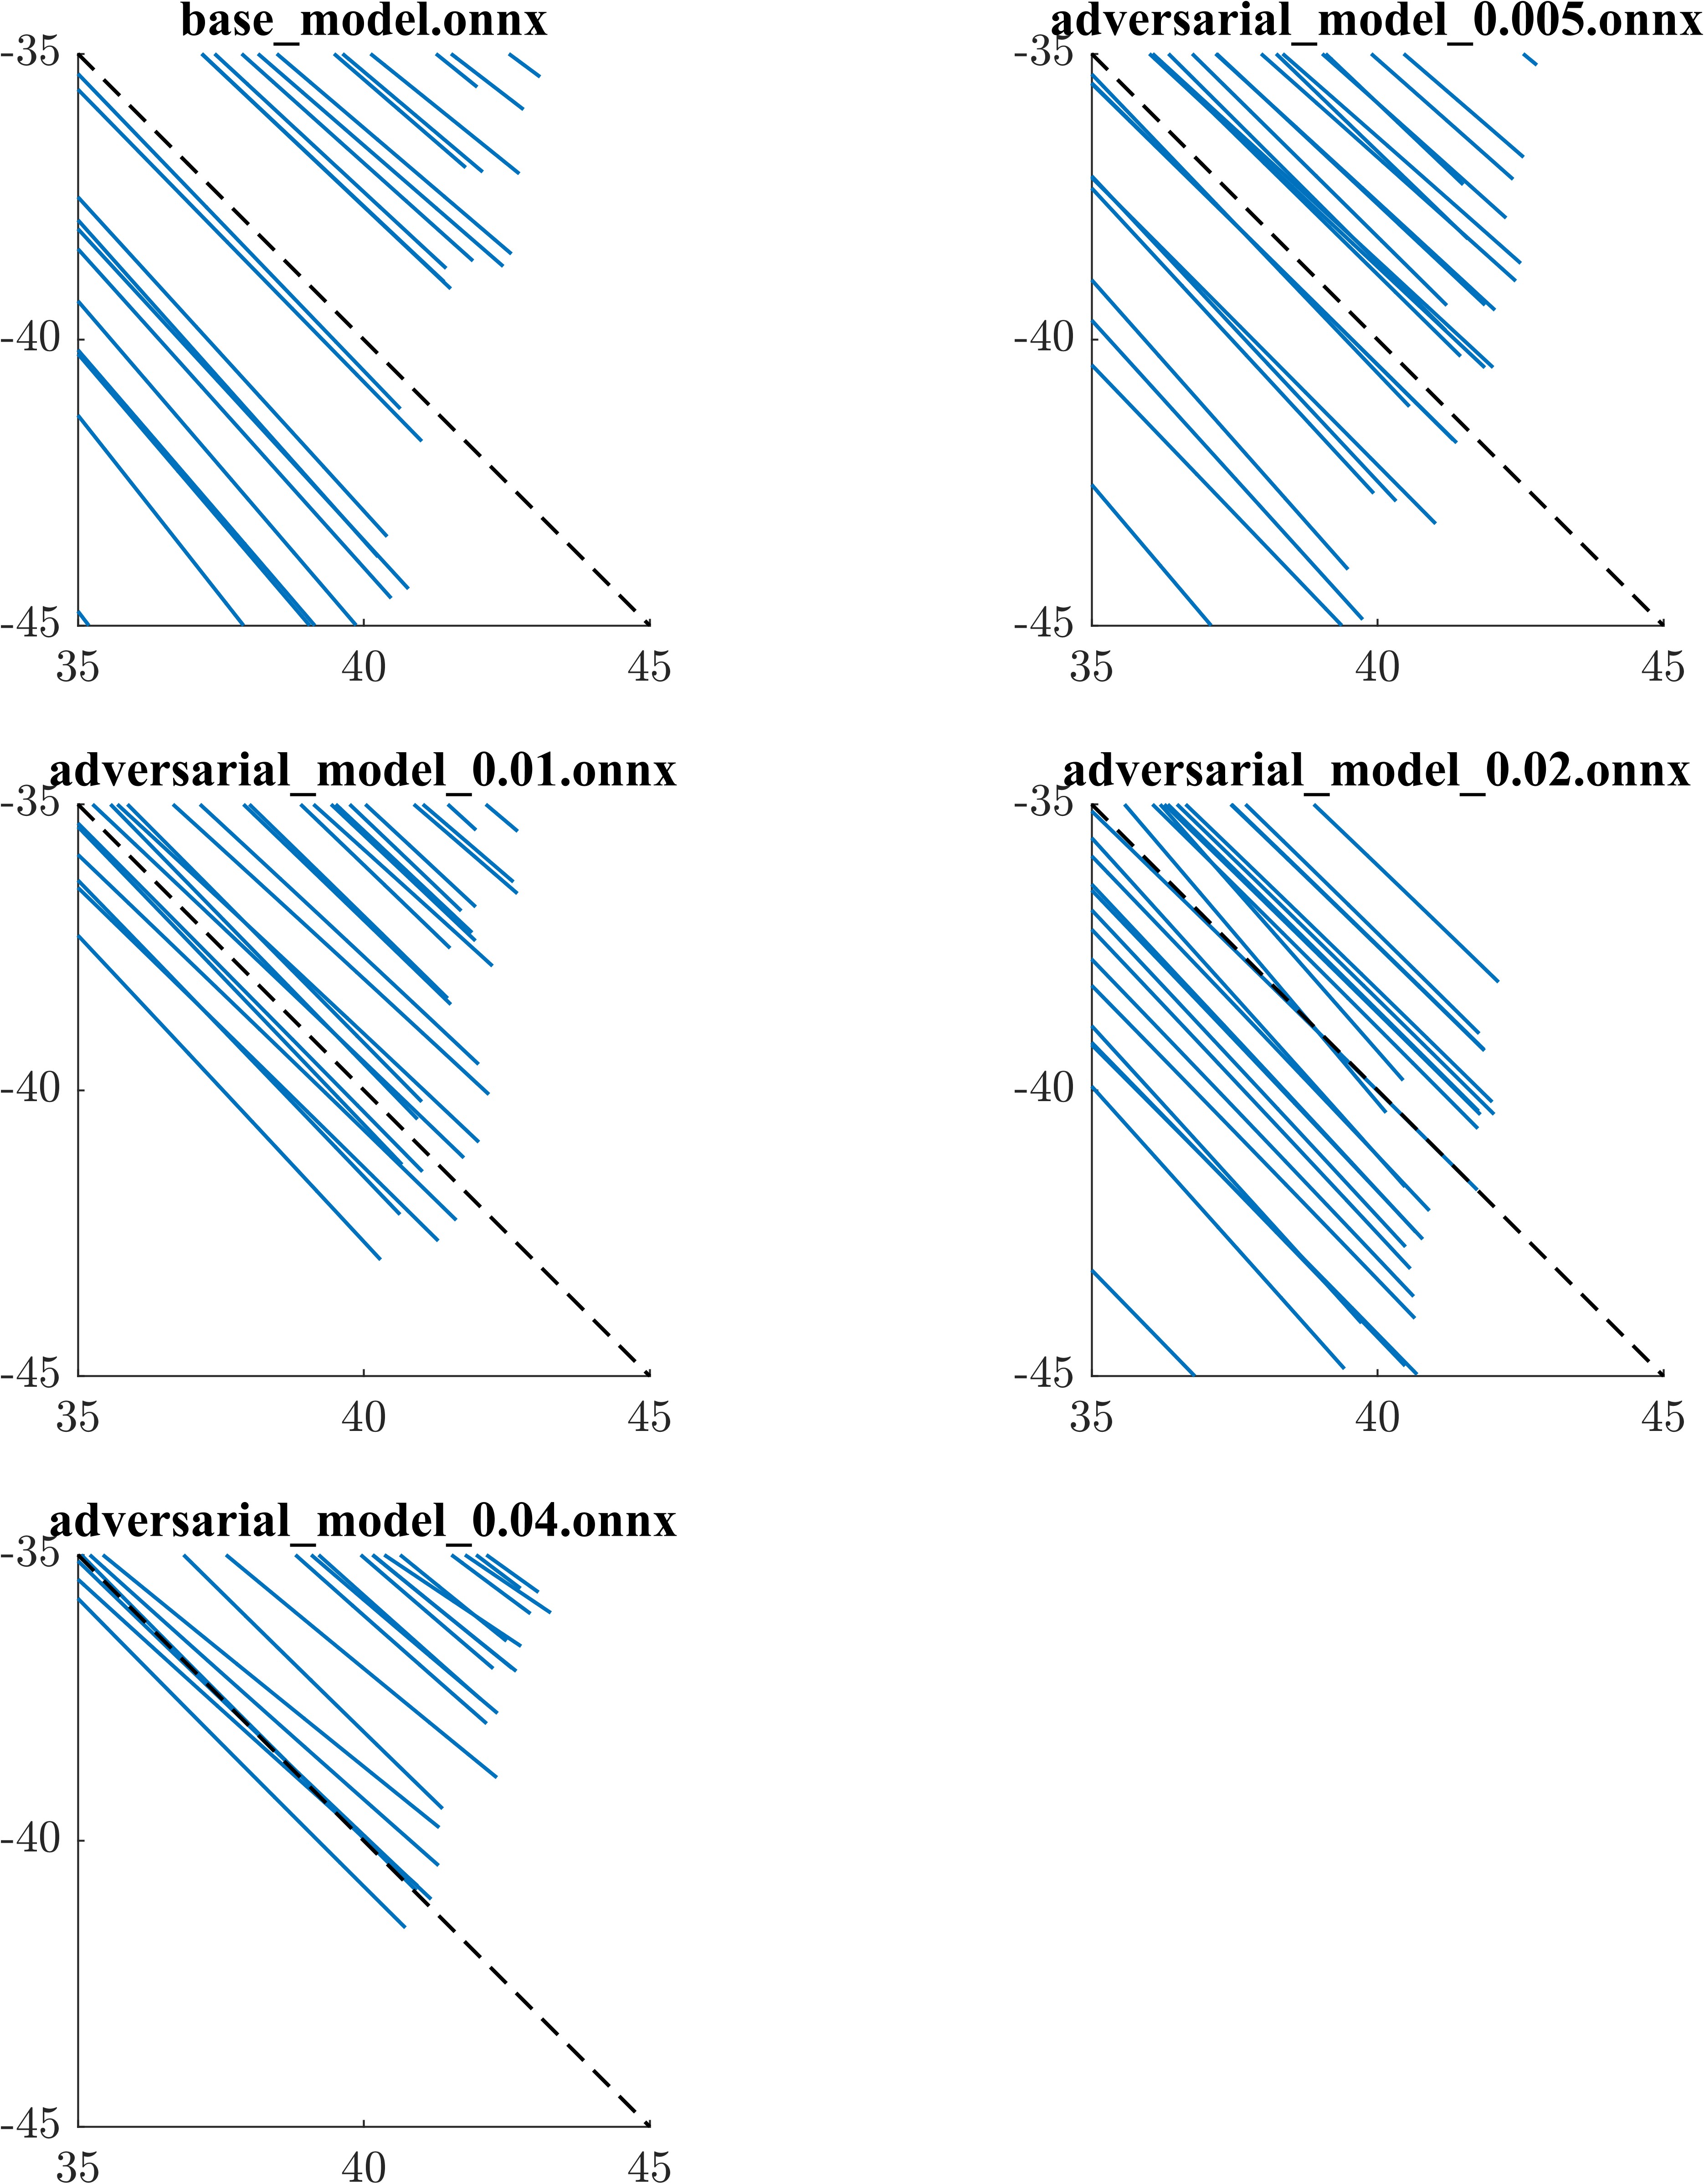 base_model.onnx
-35
-40
-45
35 40 45
adversarial_model_0.005.onnx
-35
-40
-45
35 40 45
adversarial_model_0.01.onnx
-35
-40
-45
35 40 45
adversarial_model_0.02.onnx
-35
-40
-45
35 40 45
adversarial_model_0.04.onnx
-35
-40
-45
35 40 45